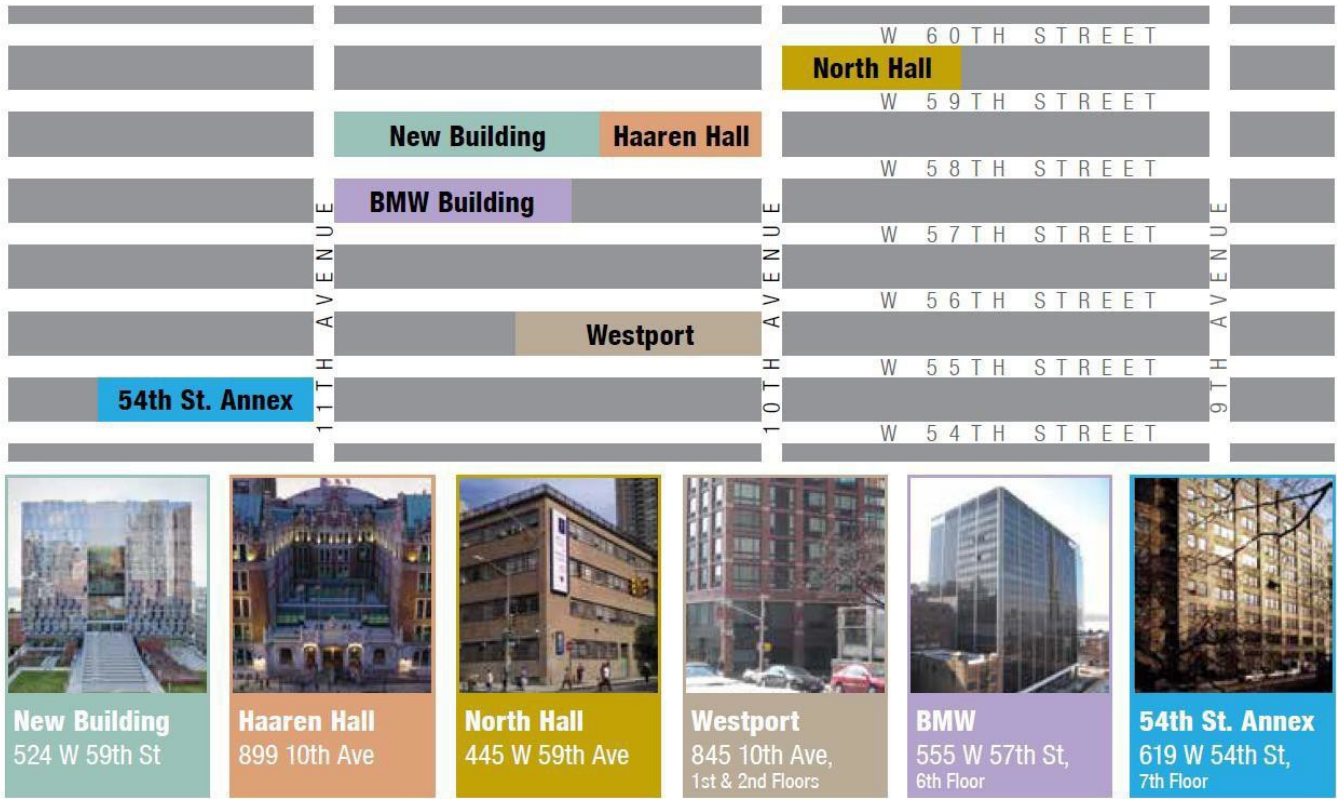 W 60TH STREET
North Hall
W 59TH STREET
New Building
Haaren Hall
W 58TH STREET
BMW Building
W 57TH STREET
W 56TH STREET
Westport
W 55TH STREET
54th St. Annex
W 54TH STREET
11TH AVENUE
10TH AVENUE
9TH AVENUE
New Building
524 W 59th St
Haaren Hall
899 10th Ave
North Hall
445 W 59th Ave
Westport
845 10th Ave,
1st & 2nd Floors
BMW
555 W 57th St,
6th Floor
54th St. Annex
619 W 54th St,
7th Floor